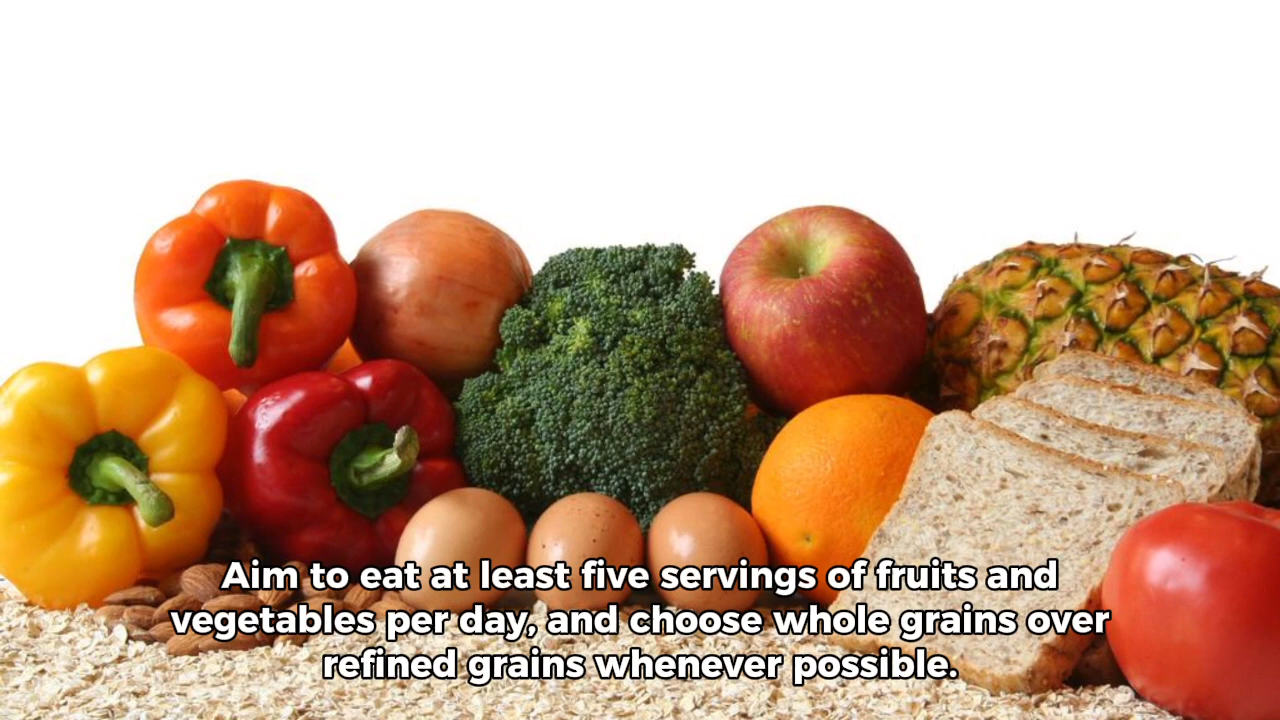 Aim to eat at least five servings of fruits and
vegetables per day, and choose whole grains over
refined grains whenever possible.